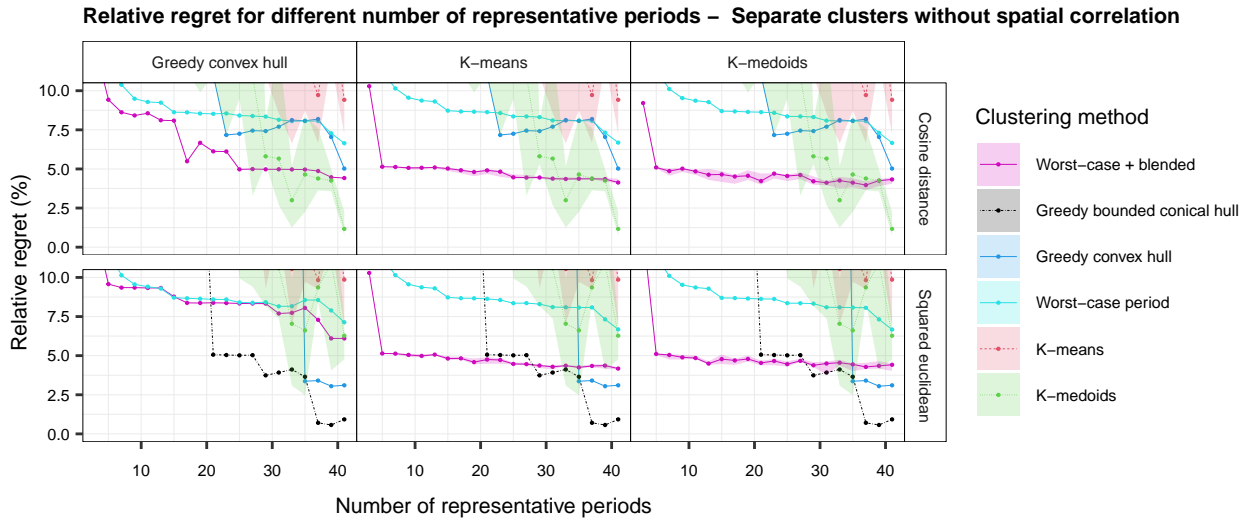 Relative regret for different number of representative periods – Separate clusters without spatial correlation
Greedy convex hull
K−means
K−medoids
10.0
7.5
5.0
2.5
0.0
Cosine distance
10.0
7.5
5.0
2.5
0.0
Squared euclidean
Relative regret (%)
10 20 30 40 10 20 30 40 10 20 30 40
Number of representative periods
Clustering method
Worst−case + blended
Greedy bounded conical hull
Greedy convex hull
Worst−case period
K−means
K−medoids